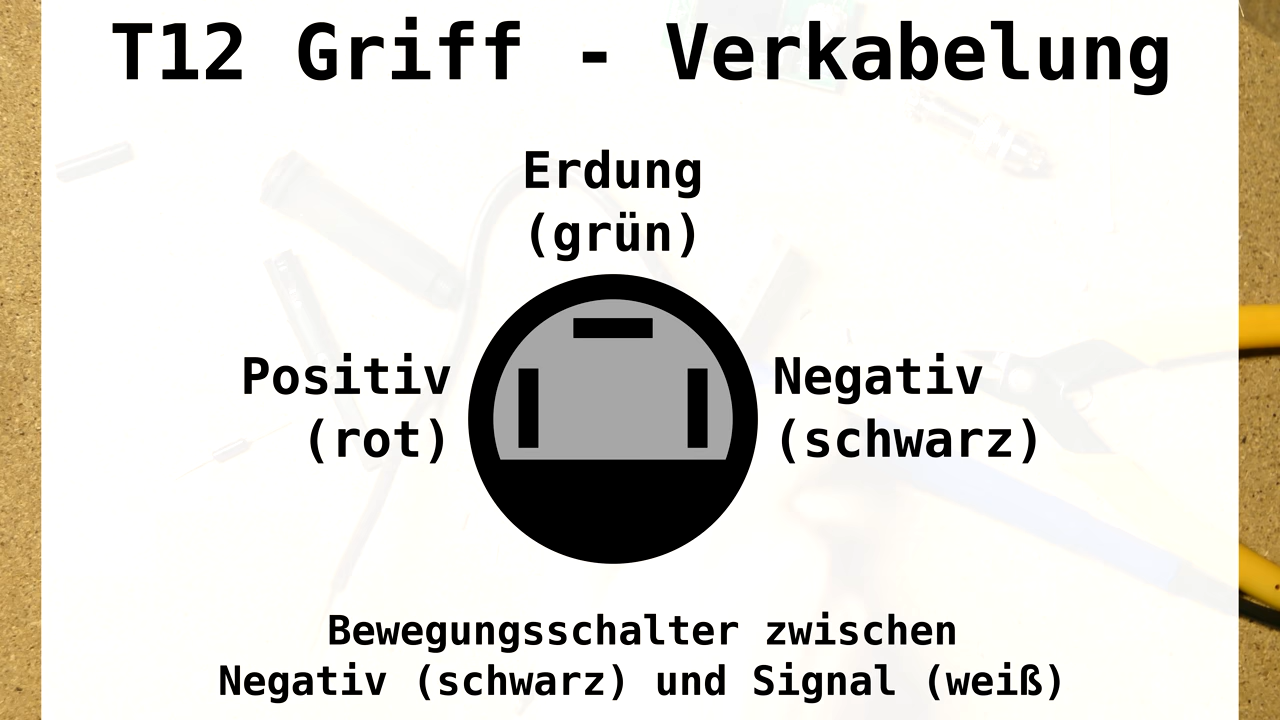 T12 Griff - Verkabelung
Erdung
(grün)
Positiv
(rot)
Negativ
(schwarz)
Bewegungsschalter zwischen
Negativ (schwarz) und Signal (weiß)